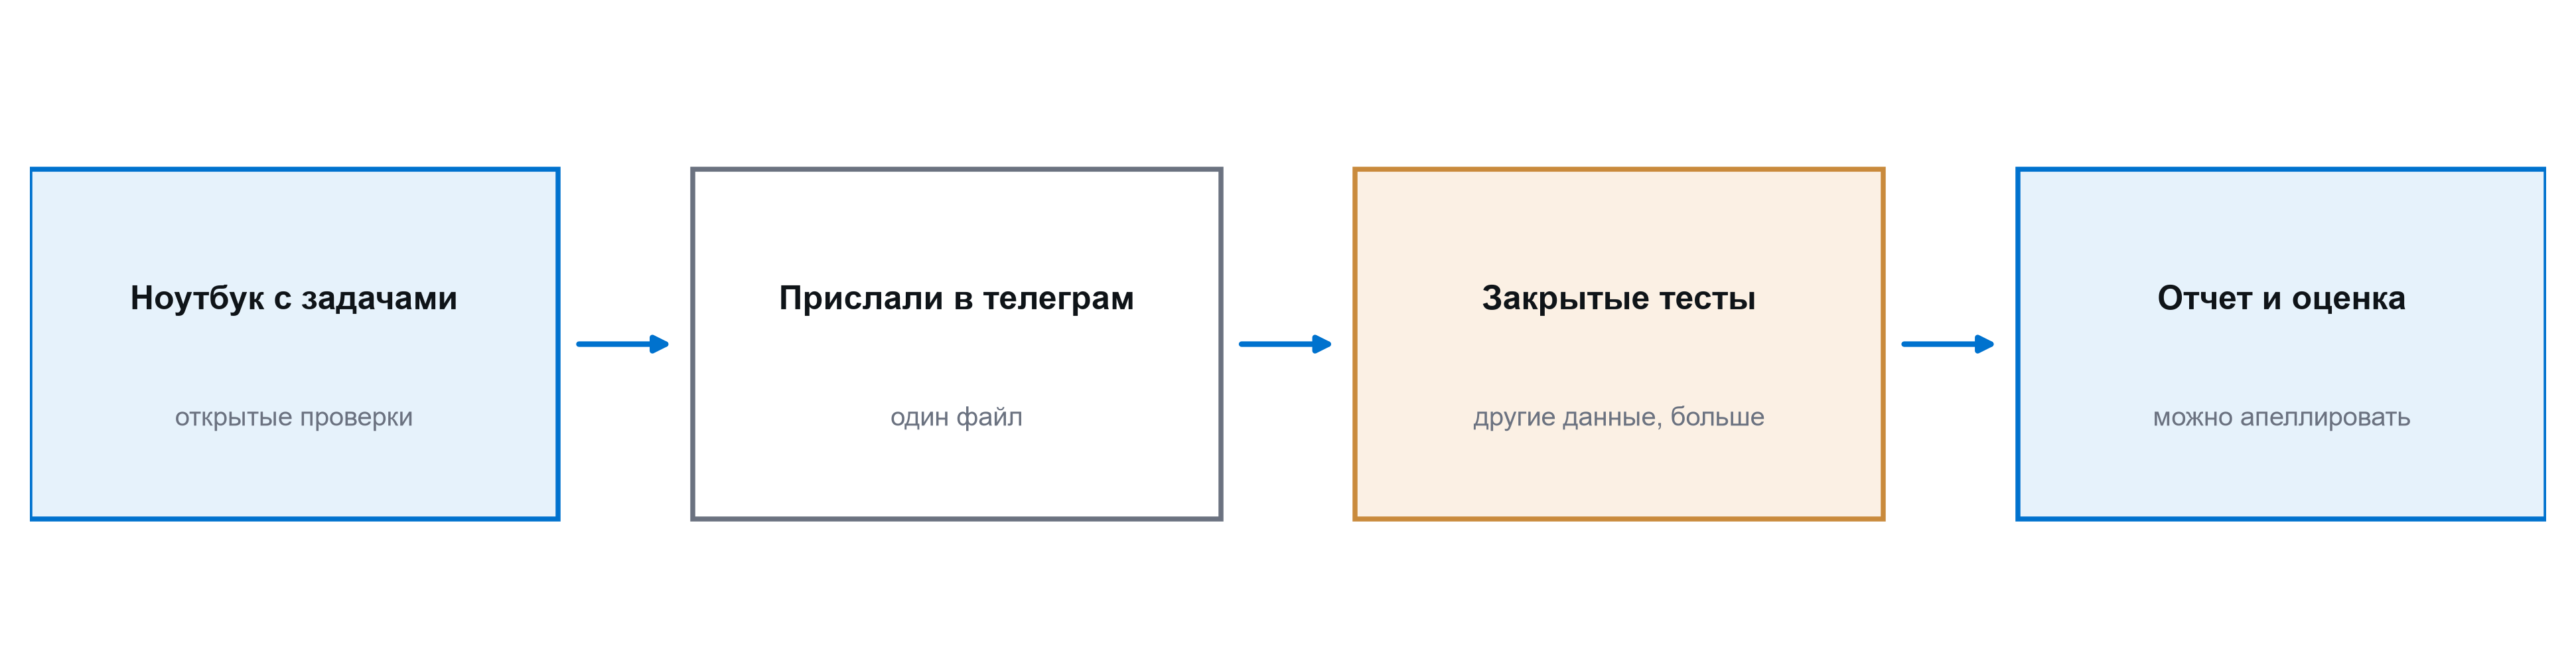 Ноутбук с задачами
открытые проверки
Прислали в телеграм
один файл
Закрытые тесты
другие данные, больше
Отчет и оценка
можно апеллировать